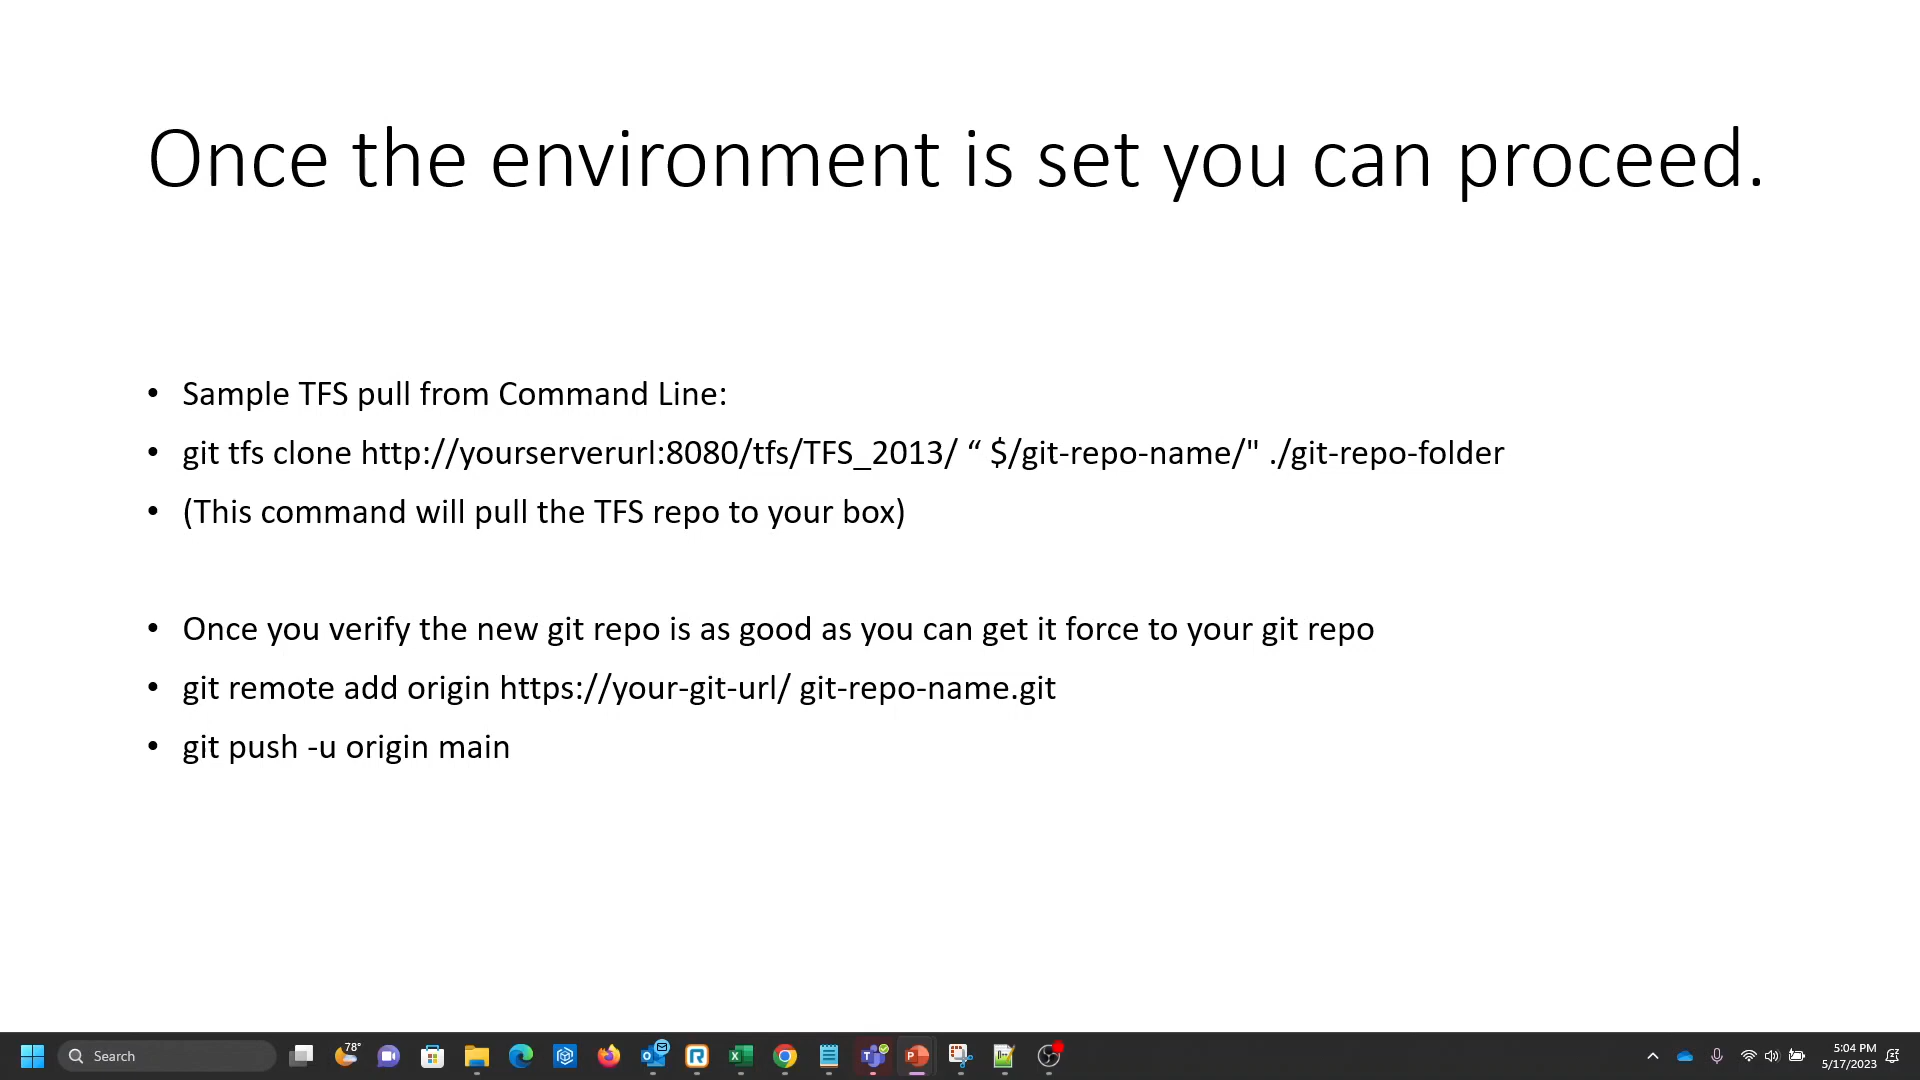 Once the environment is set you can proceed.
• Sample TFS pull from Command Line:
• git tfs clone http://yourserverurl:8080/tfs/TFS_2013/ “ $/git-repo-name/" ./git-repo-folder
• (This command will pull the TFS repo to your box)
• Once you verify the new git repo is as good as you can get it force to your git repo
• git remote add origin https://your-git-url/ git-repo-name.git
• git push -u origin main
Search
78°
5:04 PM
5/17/2023